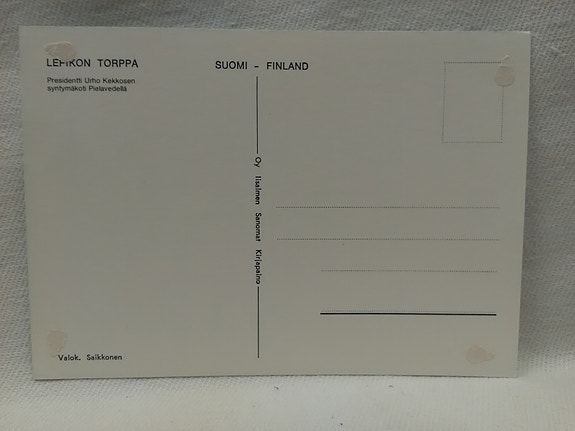 LEPIKON TORPPA
Presidentti Urho Kekkosen
syntymäkoti Pielavedellä
SUOMI - FINLAND
Oy Iisalmen Sanomat Kirjapaino
Valok. Saikkonen